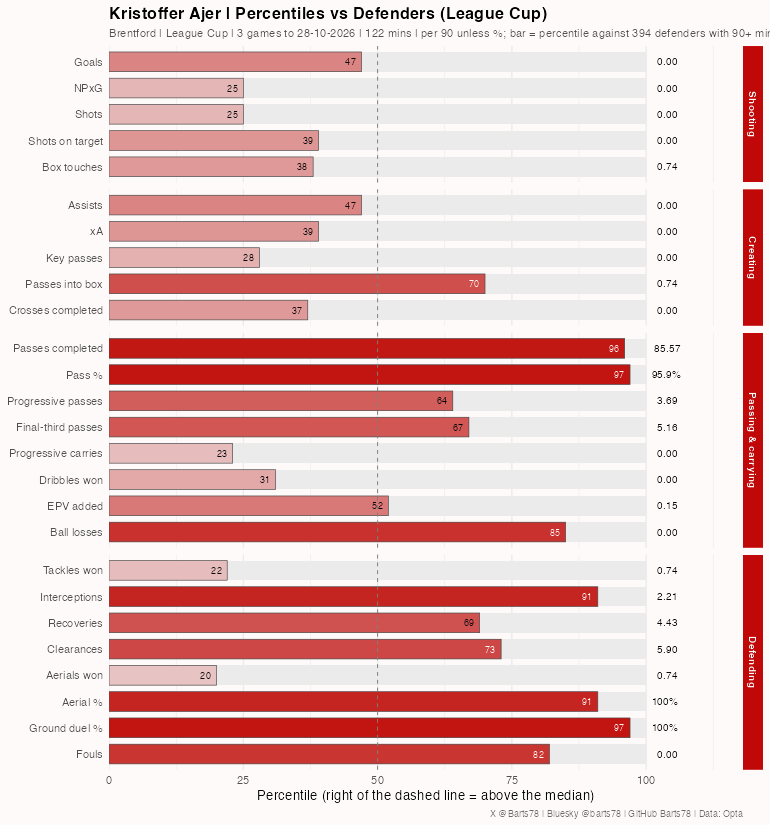 Kristoffer Ajer | Percentiles vs Defenders (League Cup)
Brentford | League Cup | 3 games to 28-10-2026 | 122 mins | per 90 unless %; bar = percentile against 394 defenders with 90+ min
Goals 47 0.00
NPxG 25 0.00
Shots 25 0.00
Shots on target 39 0.00
Box touches 38 0.74
Shooting
Assists 47 0.00
xA 39 0.00
Key passes 28 0.00
Passes into box 70 0.74
Crosses completed 37 0.00
Creating
Passes completed 96 85.57
Pass % 97 95.9%
Progressive passes 64 3.69
Final-third passes 67 5.16
Progressive carries 23 0.00
Dribbles won 31 0.00
EPV added 52 0.15
Ball losses 85 0.00
Passing & carrying
Tackles won 22 0.74
Interceptions 91 2.21
Recoveries 69 4.43
Clearances 73 5.90
Aerials won 20 0.74
Aerial % 91 100%
Ground duel % 97 100%
Fouls 82 0.00
Defending
0 25 50 75 100
Percentile (right of the dashed line = above the median)
X @Barts78 | Bluesky @barts78 | GitHub Barts78 | Data: Opta